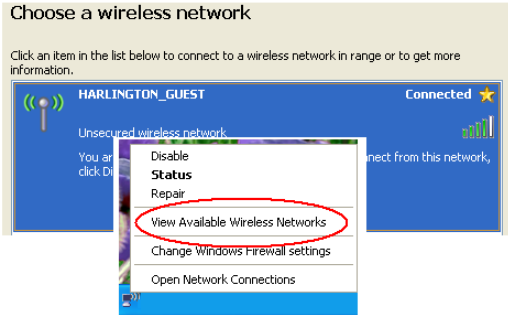 Choose a wireless network
Click an item in the list below to connect to a wireless network in range or to get more
information.
HARLINGTON_GUEST
Connected
Unsecured wireless network
You ar
nnect from this network,
click Di
Disable
Status
Repair
View Available Wireless Networks
Change Windows Firewall settings
Open Network Connections